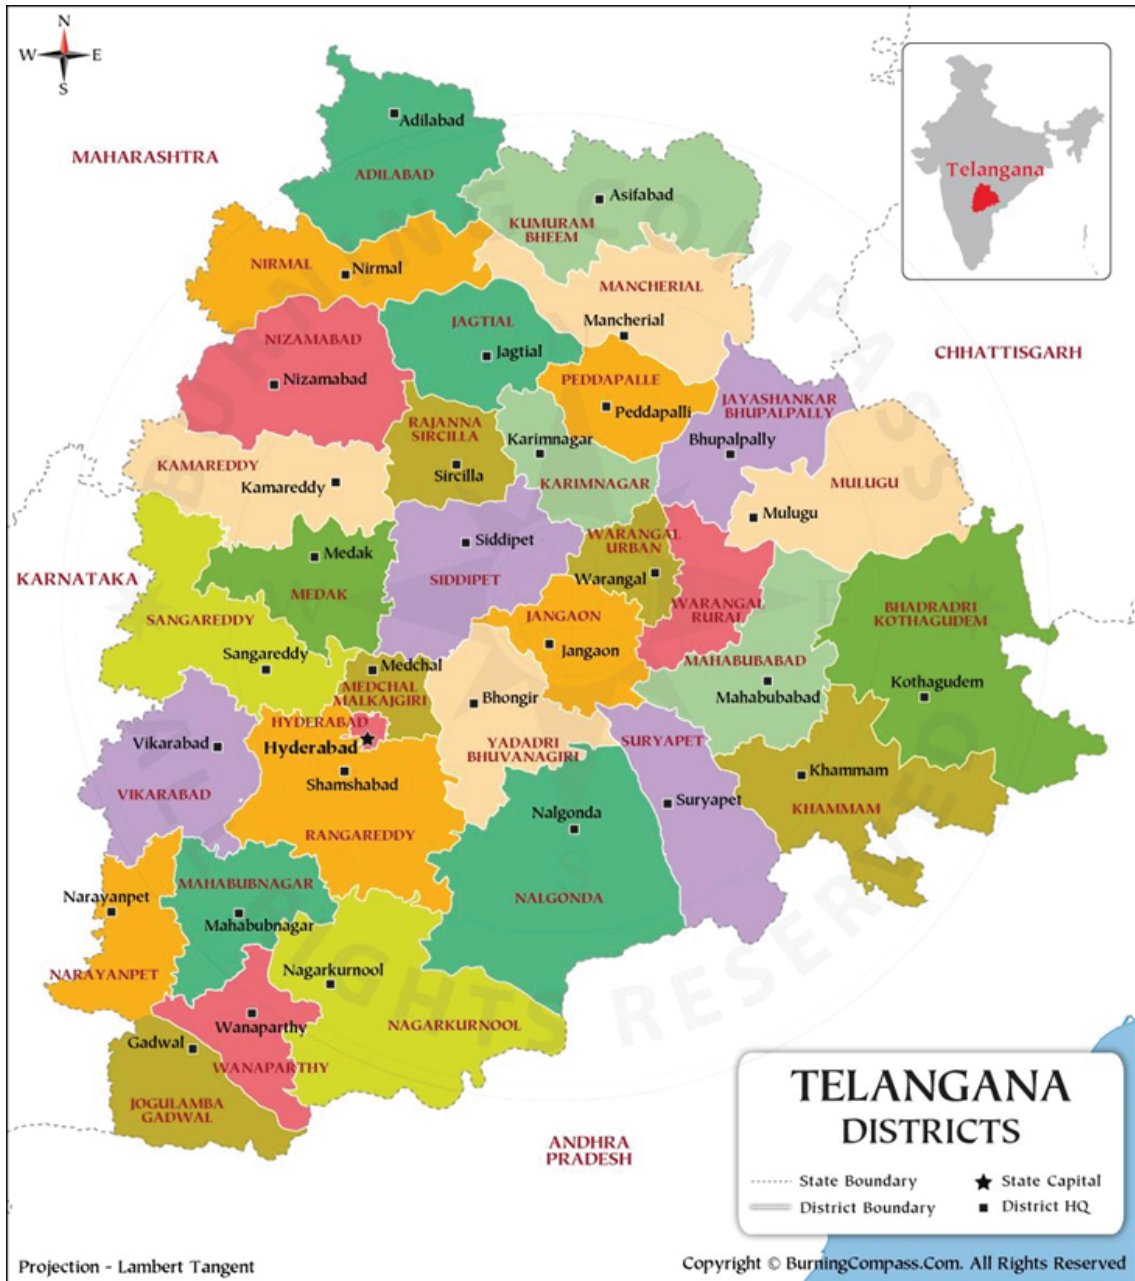 N
W E
S
MAHARASHTRA
Adilabad
ADILABAD
Asifabad
KUMURAM
BHEEM
Telangana
NIRMAL
Nirmal
MANCHERIAL
Mancherial
NIZAMABAD
Nizamabad
JAGTIAL
Jagtial
CHHATTISGARH
PEDDAPALLE
Peddapalli
JAYASHANKAR
BHUPALPALLY
Bhupalpally
RAJANNA
SIRCILLA
Sircilla
Karimnagar
KARIMNAGAR
KAMAREDDY
Kamareddy
MULUGU
Mulugu
KARNATAKA
Medak
MEDAK
Siddipet
SIDDIPET
WARANGAL
URBAN
Warangal
WARANGAL
RURAL
BHADRADRI
KOTHAGUDEM
Kothagudem
SANGAREDDY
Sangareddy
JANGAON
Jangaon
MAHABUBABAD
Mahabubabad
Medchal
MEDCHAL
MALKAJGIRI
Bhongir
YADADRI
BHUVANAGIRI
HYDERABAD
Hyderabad
Shamshabad
RANGAREDDY
Vikarabad
VIKARABAD
SURYAPET
Suryapet
Khammam
KHAMMAM
Nalgonda
NALGONDA
MAHABUBNAGAR
Mahabubnagar
Narayanpet
NARAYANPET
Nagarkurnool
NAGARKURNOOL
Wanaparthy
WANAPARTHY
Gadwal
JOGULAMBA
GADWAL
ANDHRA
PRADESH
BURNING COMPASS
RIGHTS RESERVED
TELANGANA
DISTRICTS
State Boundary
State Capital
District Boundary
District HQ
Projection - Lambert Tangent
Copyright © BurningCompass.Com. All Rights Reserved